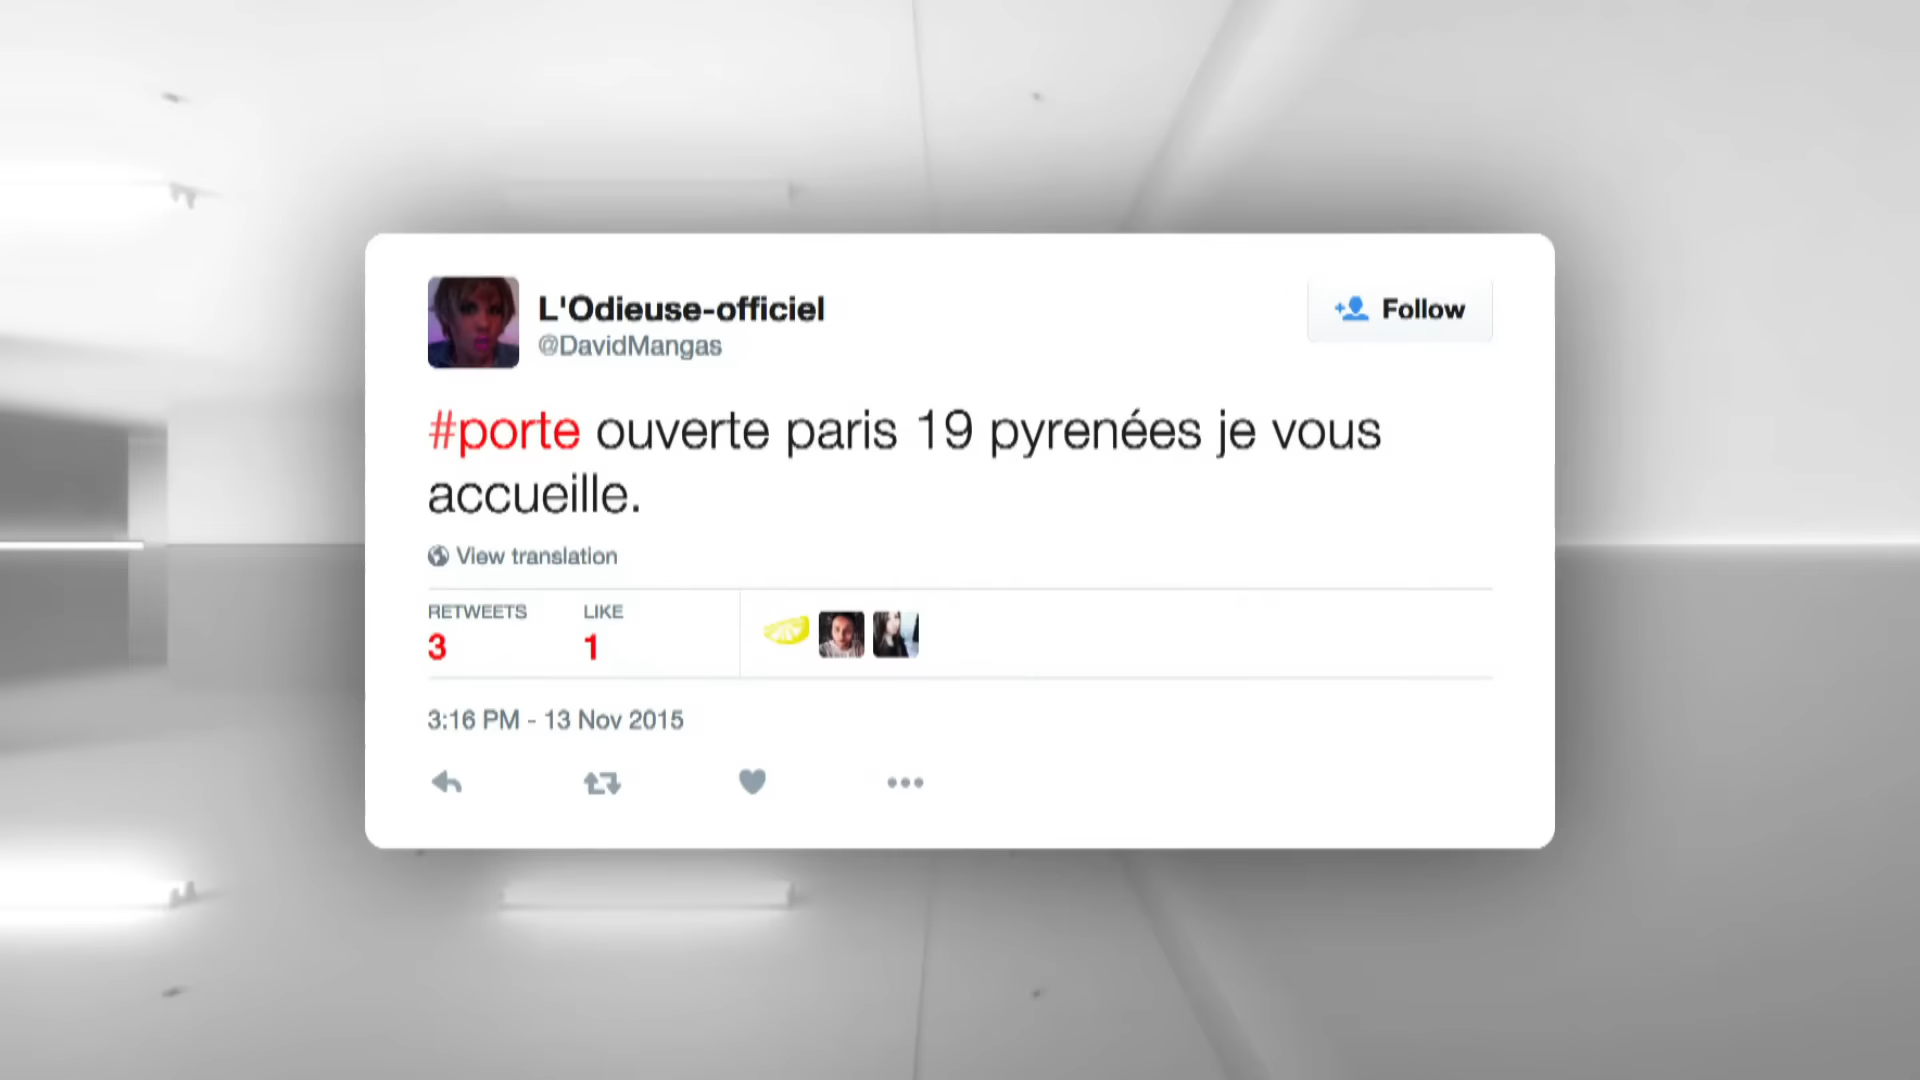 L'Odieuse-officiel
@DavidMangas
Follow
#porte ouverte paris 19 pyrenées je vous
accueille.
View translation
RETWEETS LIKE
3 1
3:16 PM - 13 Nov 2015